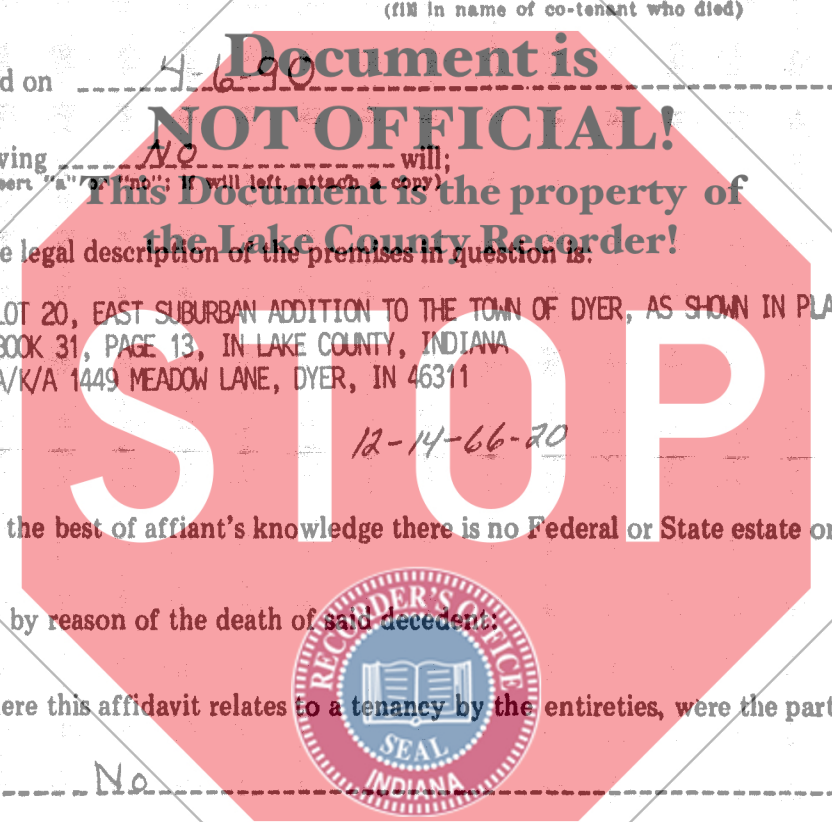 (fill in name of co-tenant who died)
Document is
d on 4-6-90
NOT OFFICIAL!
ving NO will;
sert "a" or "no"; if will left, attach a copy)
This Document is the property of
the Lake County Recorder!
e legal description of the premises in question is:
LOT 20, EAST SUBURBAN ADDITION TO THE TOWN OF DYER, AS SHOWN IN PLA
BOOK 31, PAGE 13, IN LAKE COUNTY, INDIANA
A/K/A 1449 MEADOW LANE, DYER, IN 46311
STOP
12-14-66-20
the best of affiant's knowledge there is no Federal or State estate or
by reason of the death of said decedent:
RECORDER'S OFFICE
ere this affidavit relates to a tenancy by the entireties, were the part
SEAL
INDIANA
No